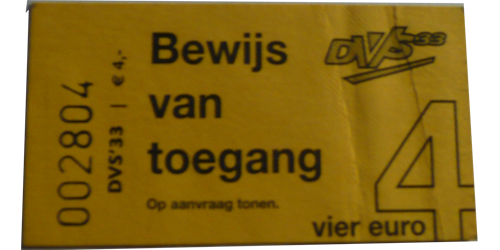 002804
DVS'33 | € 4,-
Bewijs
van
toegang
Op aanvraag tonen.
DVS'33
4
vier euro